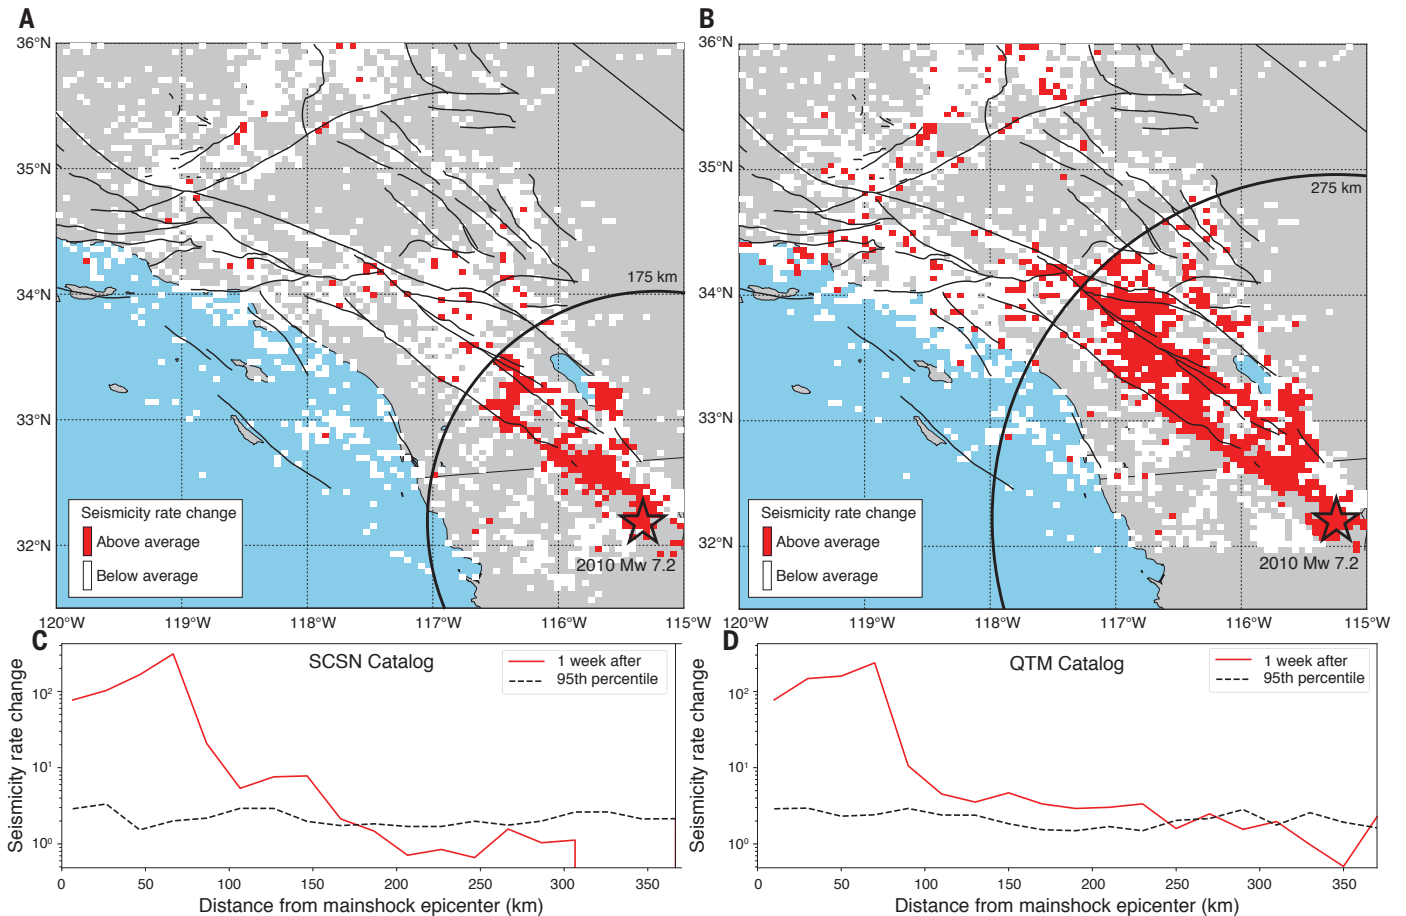 A
36°N
35°N
34°N
33°N
32°N
120°W
119°W
118°W
117°W
116°W
115°W
175 km
Seismicity rate change
Above average
Below average
2010 Mw 7.2
B
36°N
35°N
34°N
33°N
32°N
120°W
119°W
118°W
117°W
116°W
115°W
275 km
Seismicity rate change
Above average
Below average
2010 Mw 7.2
C
SCSN Catalog
1 week after
95th percentile
Seismicity rate change
10²
10¹
10⁰
0
50
100
150
200
250
300
350
Distance from mainshock epicenter (km)
D
QTM Catalog
1 week after
95th percentile
Seismicity rate change
10²
10¹
10⁰
0
50
100
150
200
250
300
350
Distance from mainshock epicenter (km)